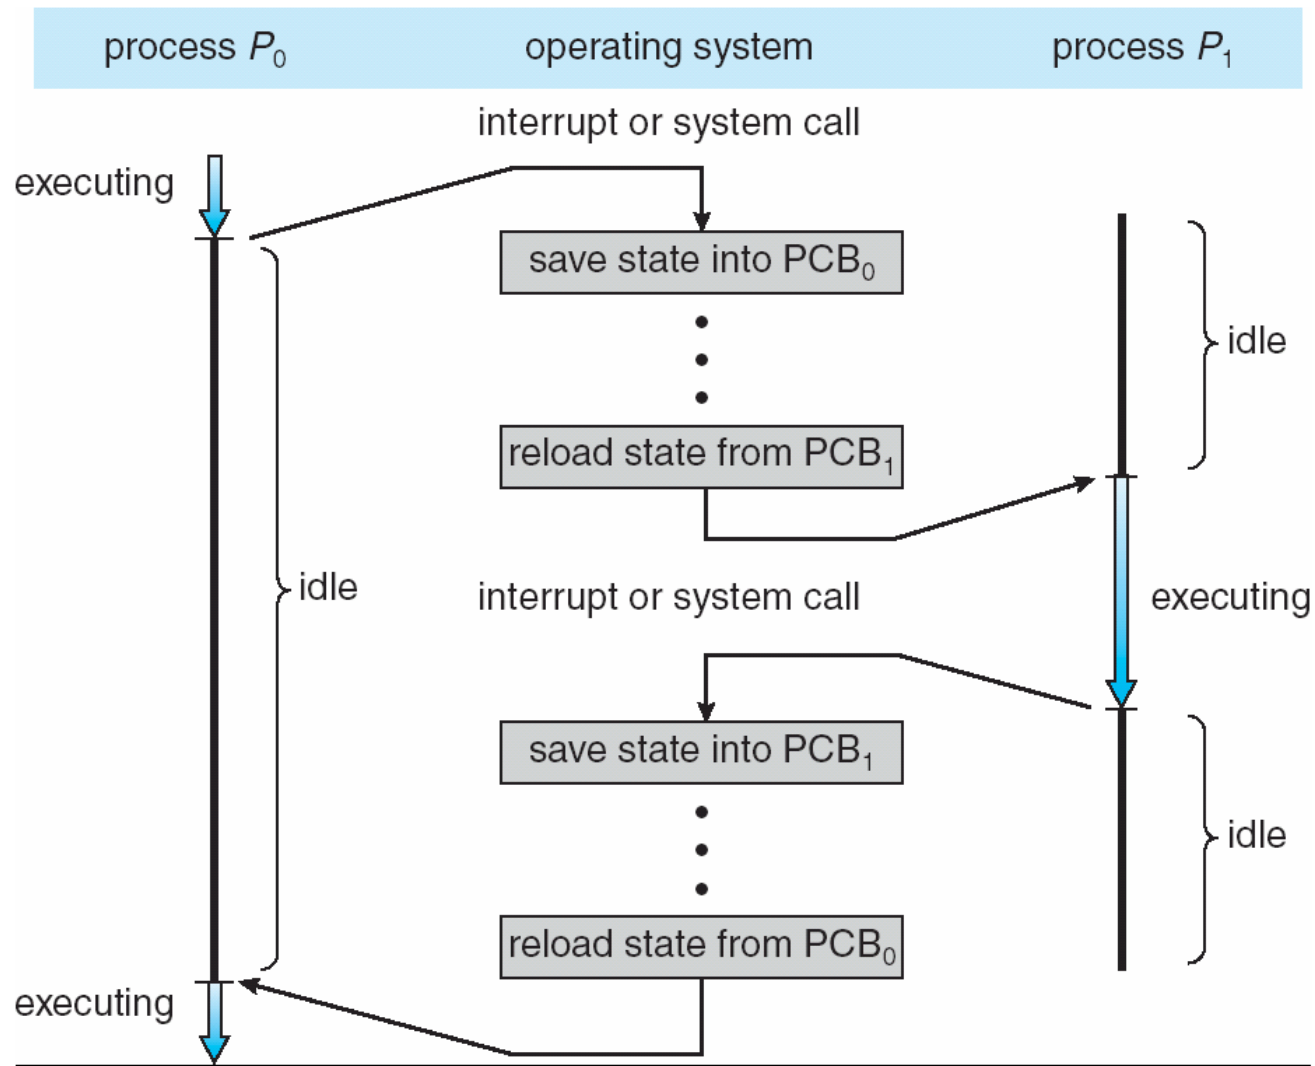 process P₀ operating system process P₁
interrupt or system call
executing
save state into PCB₀
idle
reload state from PCB₁
idle
interrupt or system call
executing
save state into PCB₁
idle
reload state from PCB₀
executing